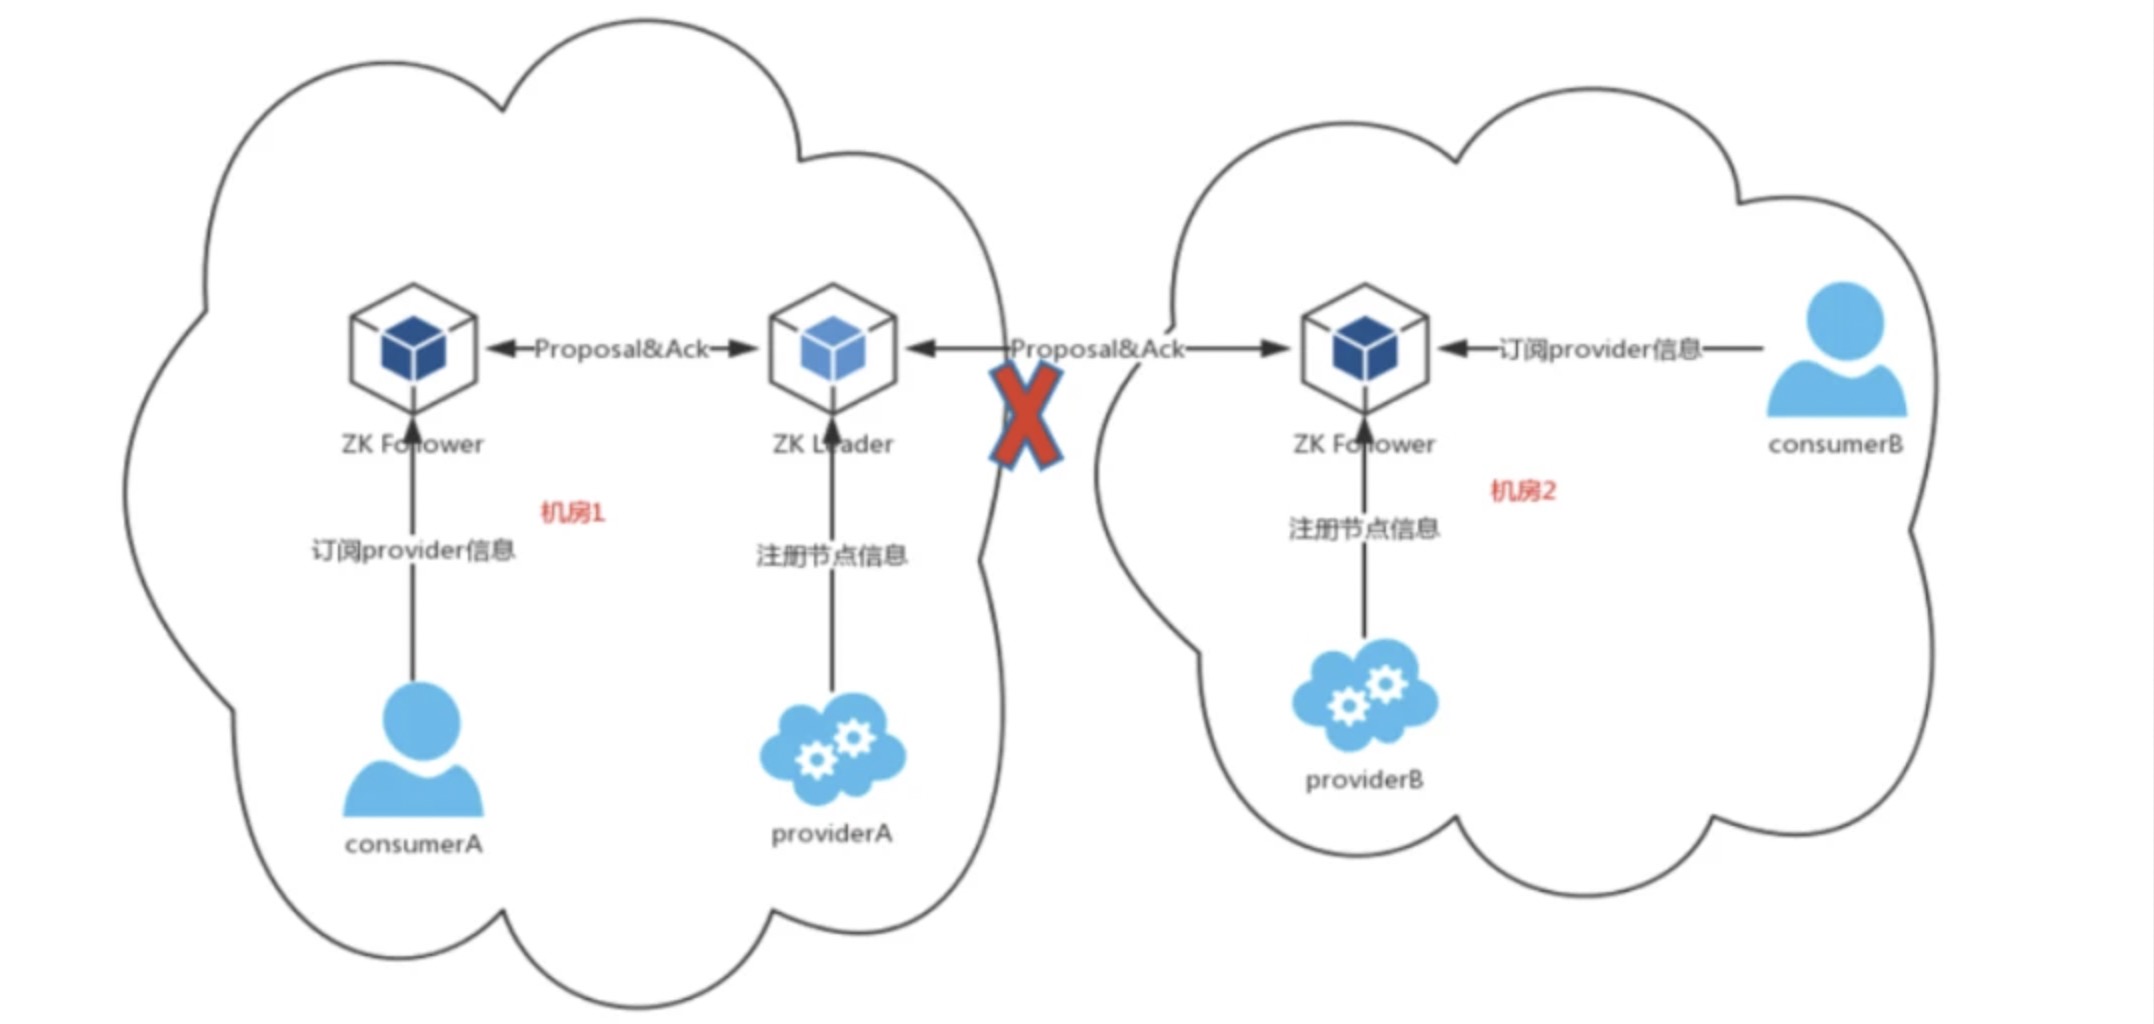 Proposal&Ack
Proposal&Ack
订阅provider信息
ZK Follower
ZK Leader
ZK Follower
consumerB
机房1
机房2
订阅provider信息
注册节点信息
注册节点信息
consumerA
providerA
providerB